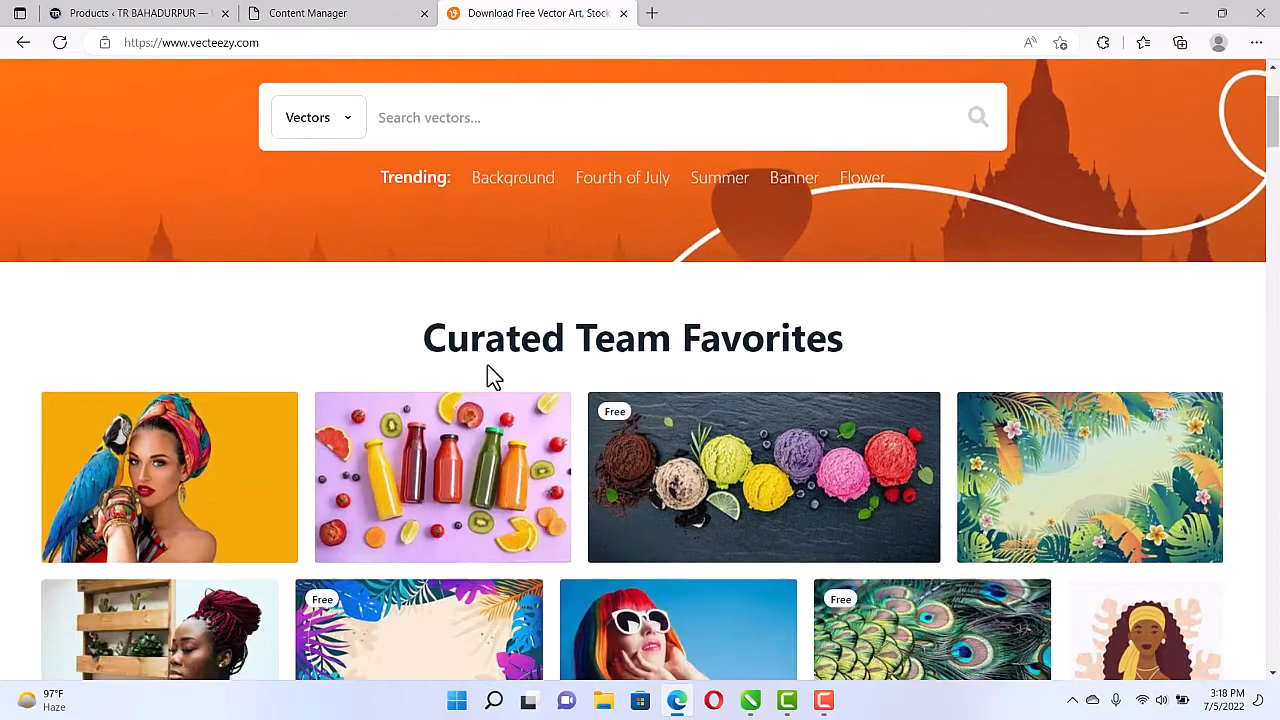 Products ‹ TR BAHADURPUR — \
Content Manager
Download Free Vector Art, Stock
https://www.vecteezy.com
Vectors
Search vectors...
Trending: Background Fourth of July Summer Banner Flower
Curated Team Favorites
Free
Free
Free
97°F
Haze
3:18 PM
7/5/2022